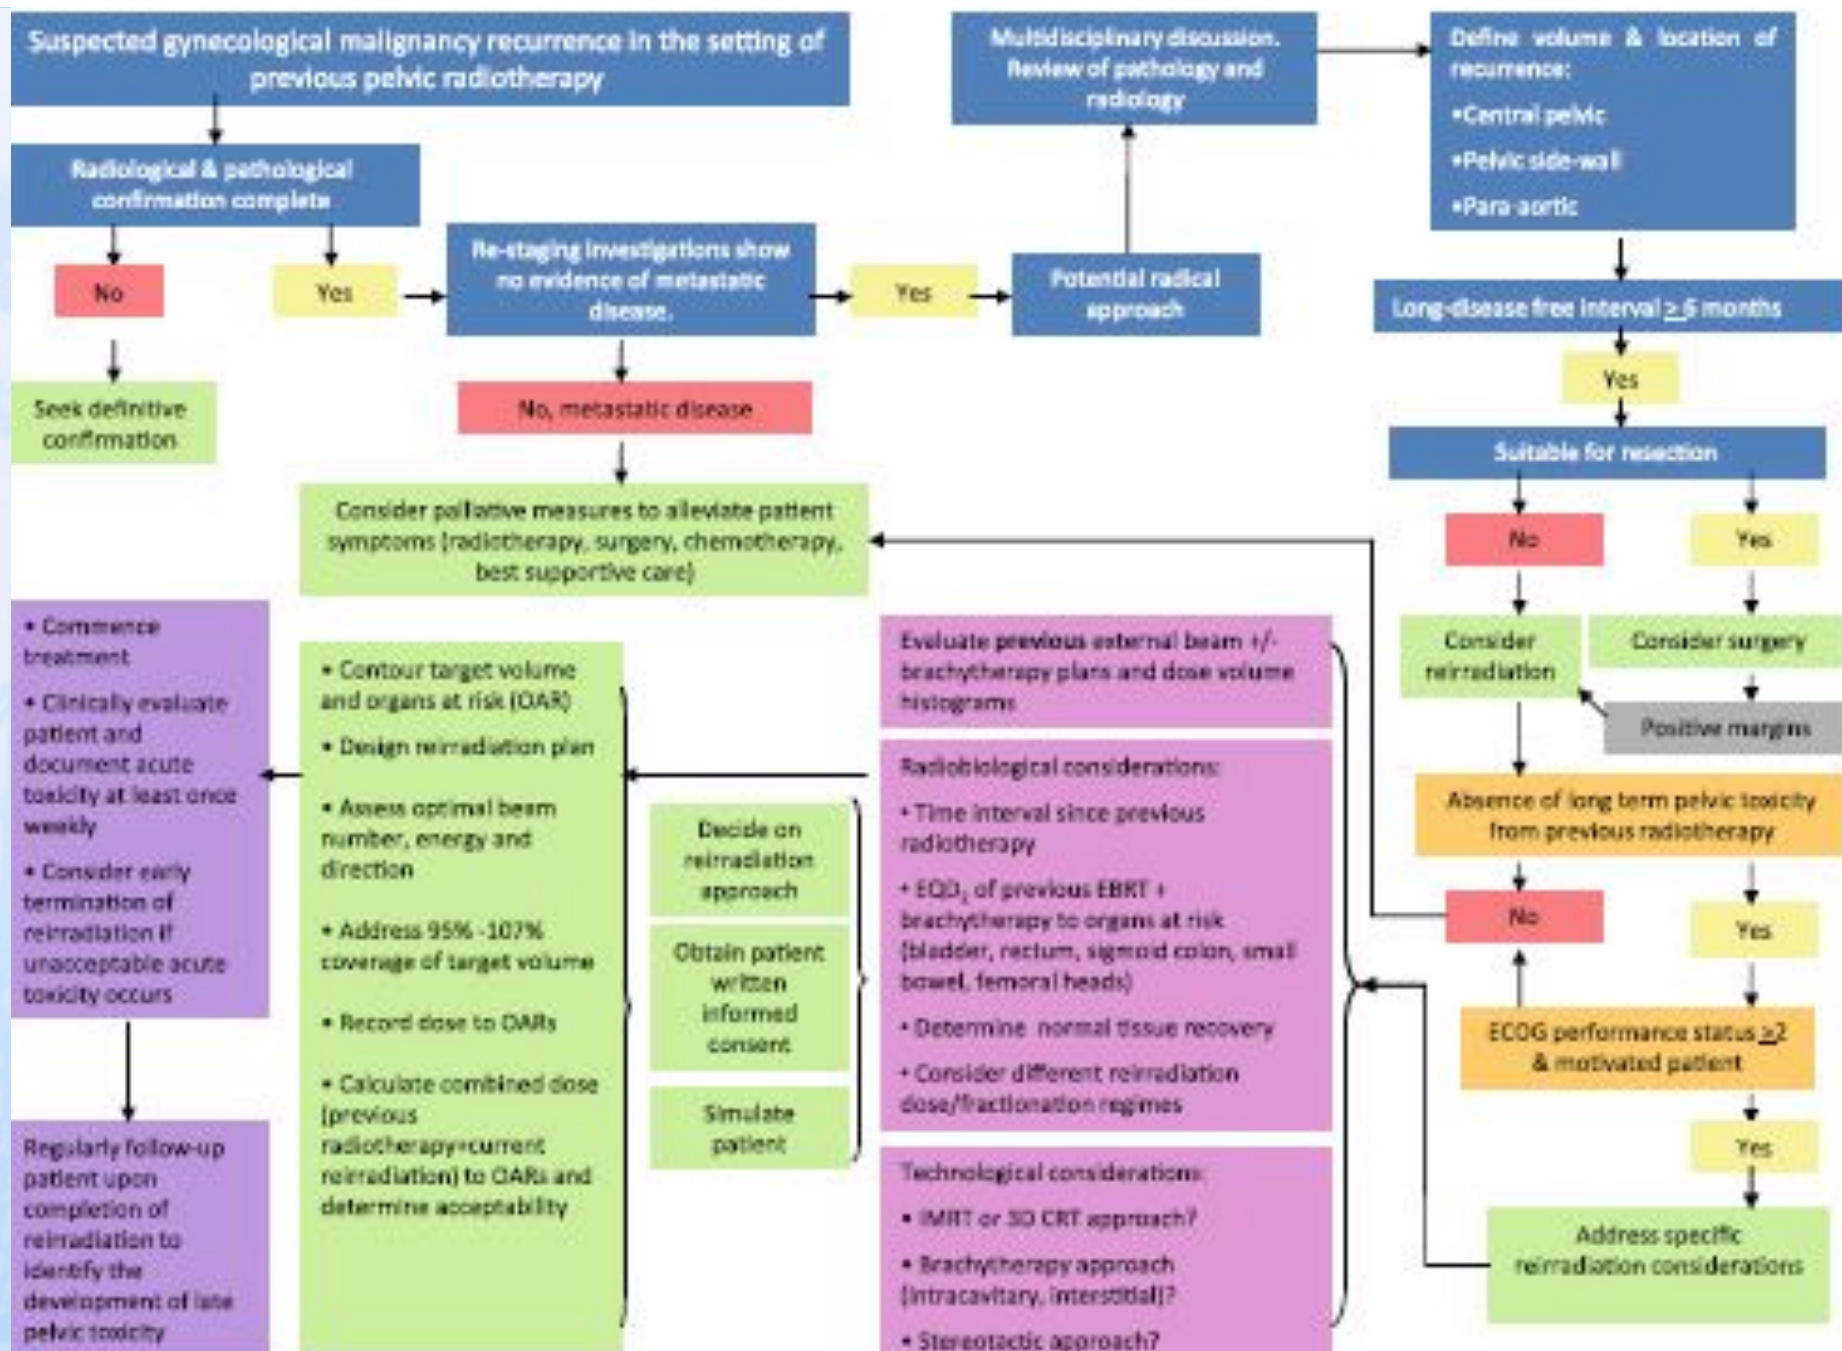 Suspected gynecological malignancy recurrence in the setting of
previous pelvic radiotherapy
Radiological & pathological
confirmation complete
No
Yes
Seek definitive
confirmation
Re-staging investigations show
no evidence of metastatic
disease.
Yes
Potential radical
approach
Multidisciplinary discussion.
Review of pathology and
radiology
Define volume & location of
recurrence:
•Central pelvic
•Pelvic side-wall
•Para-aortic
No, metastatic disease
Consider palliative measures to alleviate patient
symptoms (radiotherapy, surgery, chemotherapy,
best supportive care)
Long-disease free interval ≥ 6 months
Yes
Suitable for resection
No
Yes
Consider
reirradiation
Consider surgery
Positive margins
Absence of long term pelvic toxicity
from previous radiotherapy
No
Yes
ECOG performance status ≥2
& motivated patient
Yes
Address specific
reirradiation considerations
Evaluate previous external beam +/-
brachytherapy plans and dose volume
histograms
Radiobiological considerations:
• Time interval since previous
radiotherapy
• EQD₂ of previous EBRT +
brachytherapy to organs at risk
(bladder, rectum, sigmoid colon, small
bowel, femoral heads)
• Determine normal tissue recovery
• Consider different reirradiation
dose/fractionation regimes
Technological considerations:
• IMRT or 3D CRT approach?
• Brachytherapy approach
(intracavitary, interstitial)?
• Stereotactic approach?
Decide on
reirradiation
approach
Obtain patient
written
informed
consent
Simulate
patient
• Contour target volume
and organs at risk (OAR)
• Design reirradiation plan
• Assess optimal beam
number, energy and
direction
• Address 95% -107%
coverage of target volume
• Record dose to OARs
• Calculate combined dose
(previous
radiotherapy+current
reirradiation) to OARs and
determine acceptability
• Commence
treatment
• Clinically evaluate
patient and
document acute
toxicity at least once
weekly
• Consider early
termination of
reirradiation if
unacceptable acute
toxicity occurs
Regularly follow-up
patient upon
completion of
reirradiation to
identify the
development of late
pelvic toxicity